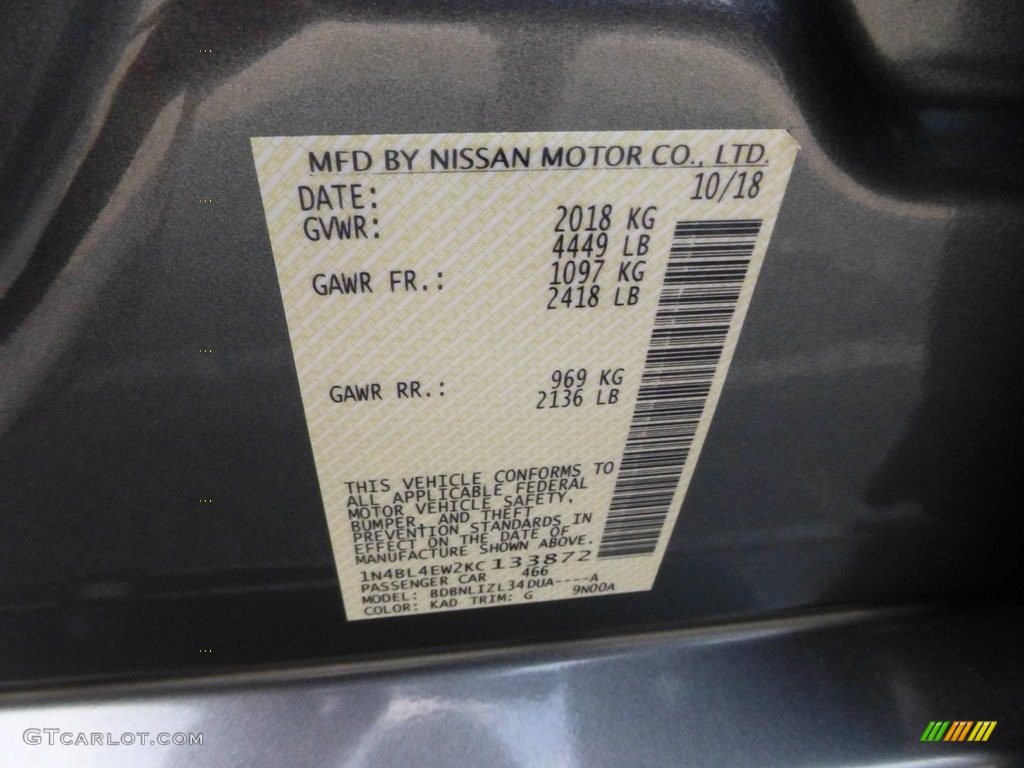 MFD BY NISSAN MOTOR CO., LTD.
DATE: 10/18
GVWR: 2018 KG
4449 LB
GAWR FR.: 1097 KG
2418 LB
GAWR RR.: 969 KG
2136 LB
THIS VEHICLE CONFORMS TO
ALL APPLICABLE FEDERAL
MOTOR VEHICLE SAFETY,
BUMPER, AND THEFT
PREVENTION STANDARDS IN
EFFECT ON THE DATE OF
MANUFACTURE SHOWN ABOVE.
1N4BL4EW2KC133872
PASSENGER CAR 466
MODEL: BDBNLIZL34DUA----A
COLOR: KAD TRIM: G 9N00A
GTCARLOT.COM